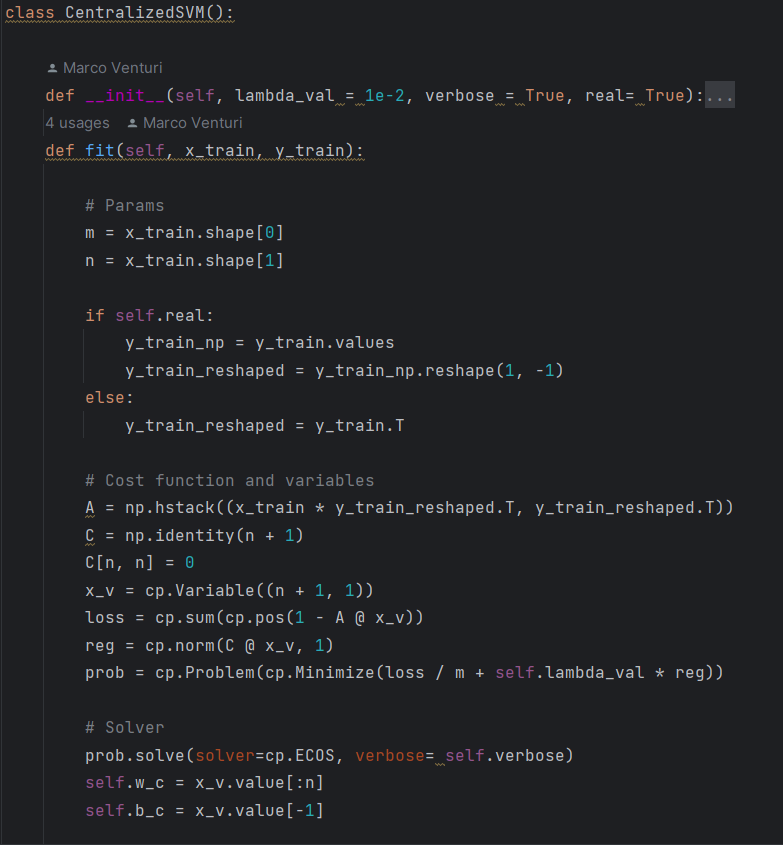 class CentralizedSVM():
Marco Venturi
def __init__(self, lambda_val = 1e-2, verbose = True, real= True):...
4 usages Marco Venturi
def fit(self, x_train, y_train):
# Params
m = x_train.shape[0]
n = x_train.shape[1]
if self.real:
y_train_np = y_train.values
y_train_reshaped = y_train_np.reshape(1, -1)
else:
y_train_reshaped = y_train.T
# Cost function and variables
A = np.hstack((x_train * y_train_reshaped.T, y_train_reshaped.T))
C = np.identity(n + 1)
C[n, n] = 0
x_v = cp.Variable((n + 1, 1))
loss = cp.sum(cp.pos(1 - A @ x_v))
reg = cp.norm(C @ x_v, 1)
prob = cp.Problem(cp.Minimize(loss / m + self.lambda_val * reg))
# Solver
prob.solve(solver=cp.ECOS, verbose= self.verbose)
self.w_c = x_v.value[:n]
self.b_c = x_v.value[-1]